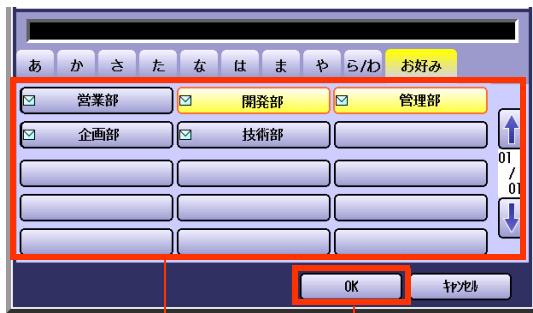 あ か さ た な は ま や ら/わ お好み
営業部 開発部 管理部
企画部 技術部
01
/
01
OK ｷｬﾝｾﾙ